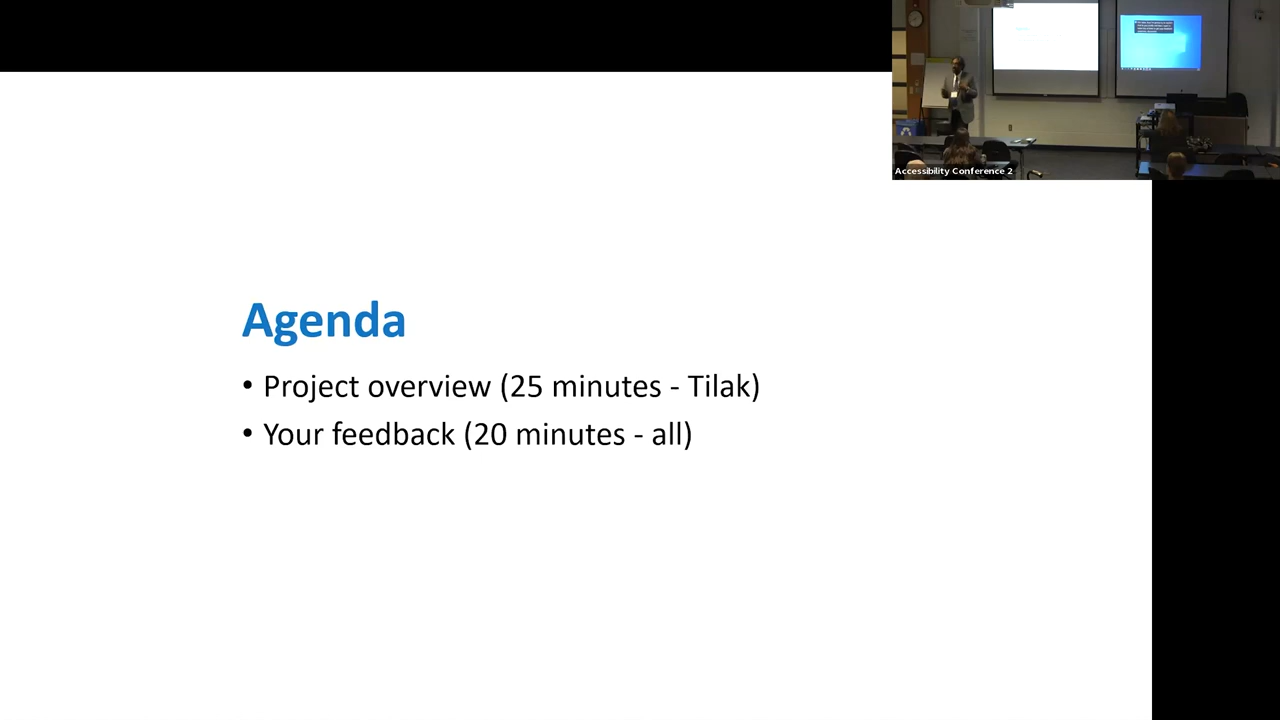 Accessibility Conference 2
Agenda
• Project overview (25 minutes - Tilak)
• Your feedback (20 minutes - all)